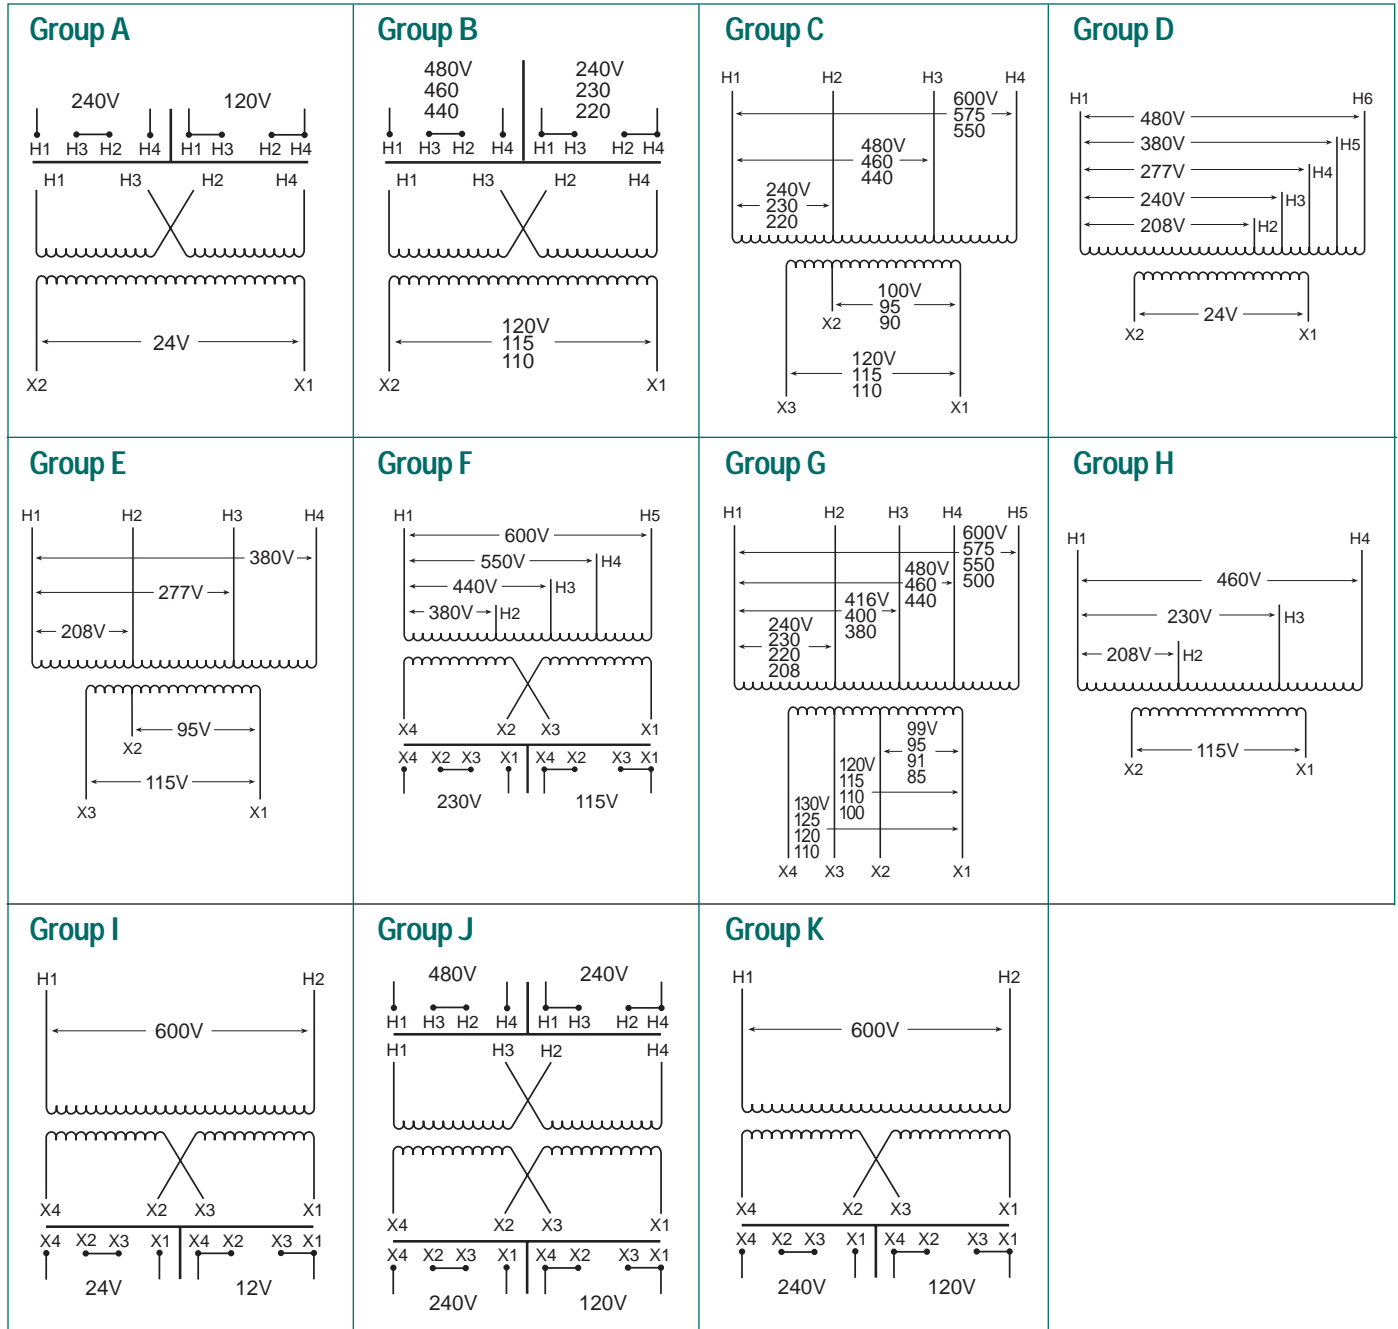 Group A
240V 120V
H1 H3 H2 H4 H1 H3 H2 H4
H1 H3 H2 H4
24V
X2 X1
Group B
480V 240V
460 230
440 220
H1 H3 H2 H4 H1 H3 H2 H4
H1 H3 H2 H4
120V
115
110
X2 X1
Group C
H1 H2 H3 H4
600V
575
550
480V
460
440
240V
230
220
100V
95
90
X2
120V
115
110
X3 X1
Group D
H1 H6
480V
380V H5
277V H4
240V H3
208V H2
24V
X2 X1
Group E
H1 H2 H3 H4
380V
277V
208V
95V
X2
115V
X3 X1
Group F
H1 H5
600V
550V H4
440V H3
380V H2
X4 X2 X3 X1
X4 X2 X3 X1 X4 X2 X3 X1
230V 115V
Group G
H1 H2 H3 H4 H5
600V
575
550
500
480V
460
440
416V
400
380
240V
230
220
208
99V
95
91
85
120V
115
110
100
130V
125
120
110
X4 X3 X2 X1
Group H
H1 H4
460V
230V H3
208V H2
115V
X2 X1
Group I
H1 H2
600V
X4 X2 X3 X1
X4 X2 X3 X1 X4 X2 X3 X1
24V 12V
Group J
480V 240V
H1 H3 H2 H4 H1 H3 H2 H4
H1 H3 H2 H4
X4 X2 X3 X1
X4 X2 X3 X1 X4 X2 X3 X1
240V 120V
Group K
H1 H2
600V
X4 X2 X3 X1
X4 X2 X3 X1 X4 X2 X3 X1
240V 120V